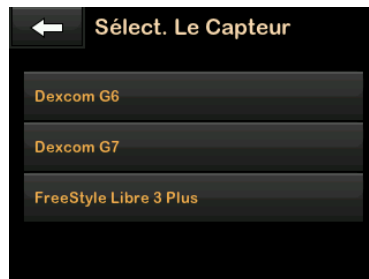 Sélect. Le Capteur
Dexcom G6
Dexcom G7
FreeStyle Libre 3 Plus